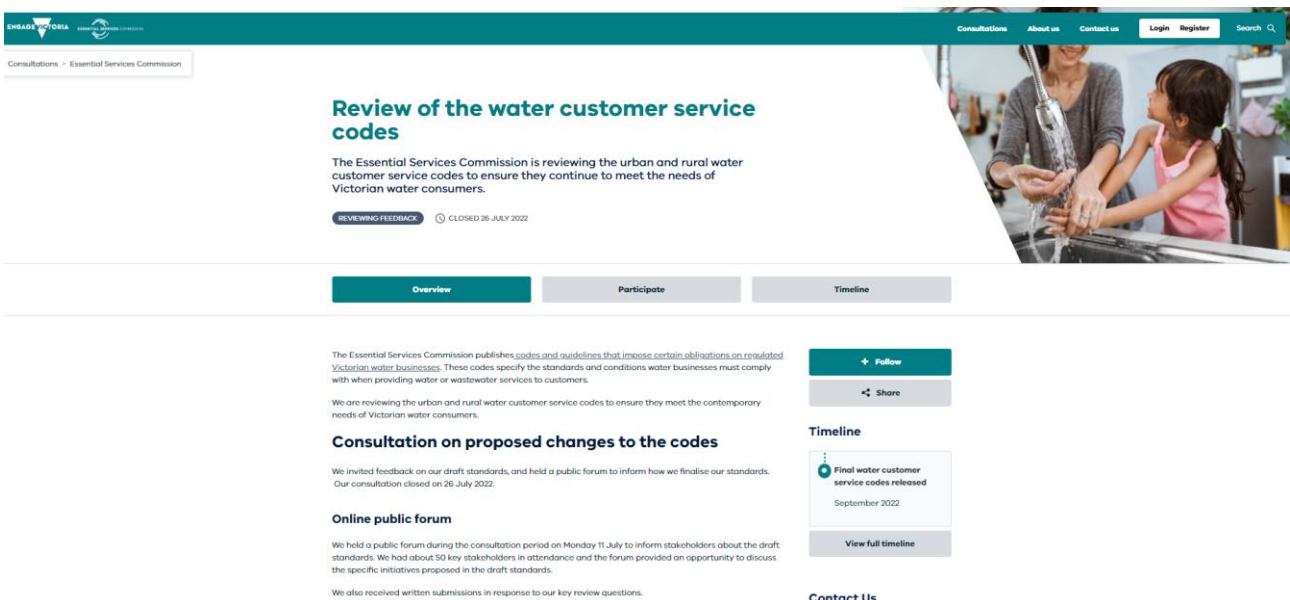 ENGAGE VICTORIA ESSENTIAL SERVICES COMMISSION
Consultations About us Contact us Login Register Search
Consultations > Essential Services Commission
Review of the water customer service
codes
The Essential Services Commission is reviewing the urban and rural water
customer service codes to ensure they continue to meet the needs of
Victorian water consumers.
REVIEWING FEEDBACK CLOSED 26 JULY 2022
Overview Participate Timeline
The Essential Services Commission publishes codes and guidelines that impose certain obligations on regulated
Victorian water businesses. These codes specify the standards and conditions water businesses must comply
with when providing water or wastewater services to customers.
We are reviewing the urban and rural water customer service codes to ensure they meet the contemporary
needs of Victorian water consumers.
Consultation on proposed changes to the codes
We invited feedback on our draft standards, and held a public forum to inform how we finalise our standards.
Our consultation closed on 26 July 2022.
Online public forum
We held a public forum during the consultation period on Monday 11 July to inform stakeholders about the draft
standards. We had about 50 key stakeholders in attendance and the forum provided an opportunity to discuss
the specific initiatives proposed in the draft standards.
We also received written submissions in response to our key review questions.
+ Follow
Share
Timeline
Final water customer
service codes released
September 2022
View full timeline
Contact Us